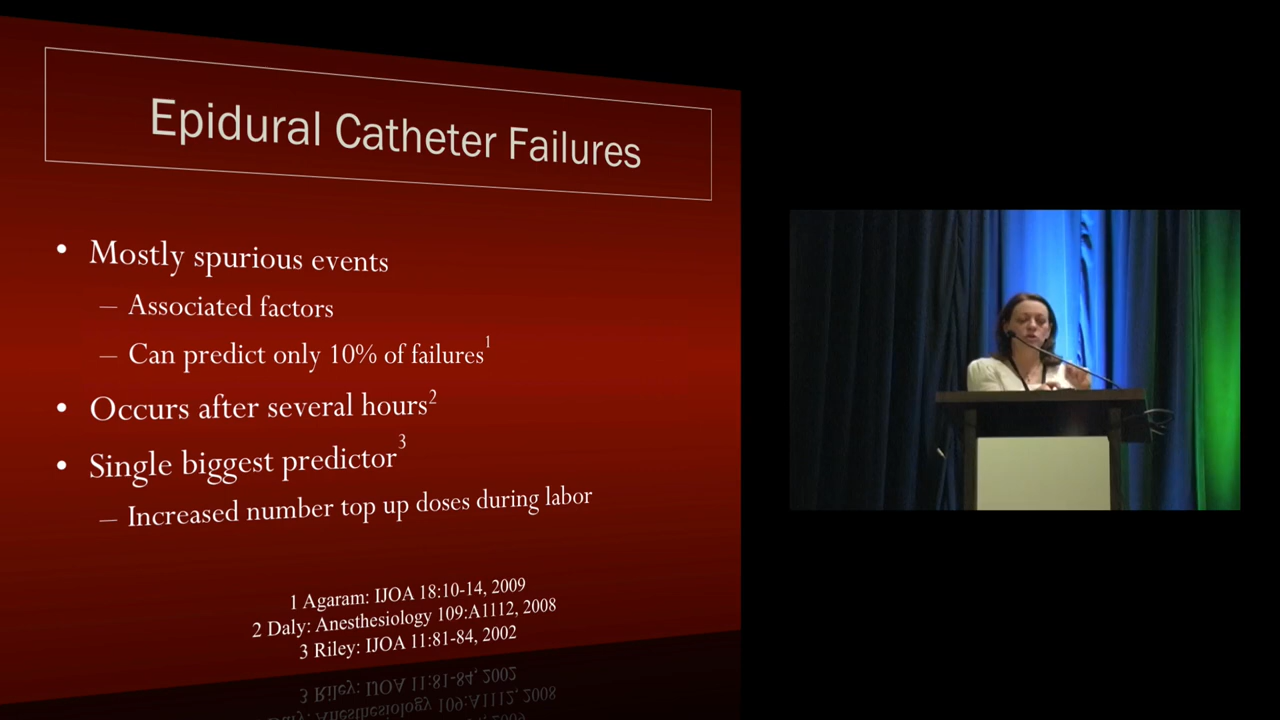 Epidural Catheter Failures
• Mostly spurious events
– Associated factors
– Can predict only 10% of failures1
• Occurs after several hours2
• Single biggest predictor3
– Increased number top up doses during labor
1 Agaram: IJOA 18:10-14, 2009
2 Daly: Anesthesiology 109:A1112, 2008
3 Riley: IJOA 11:81-84, 2002